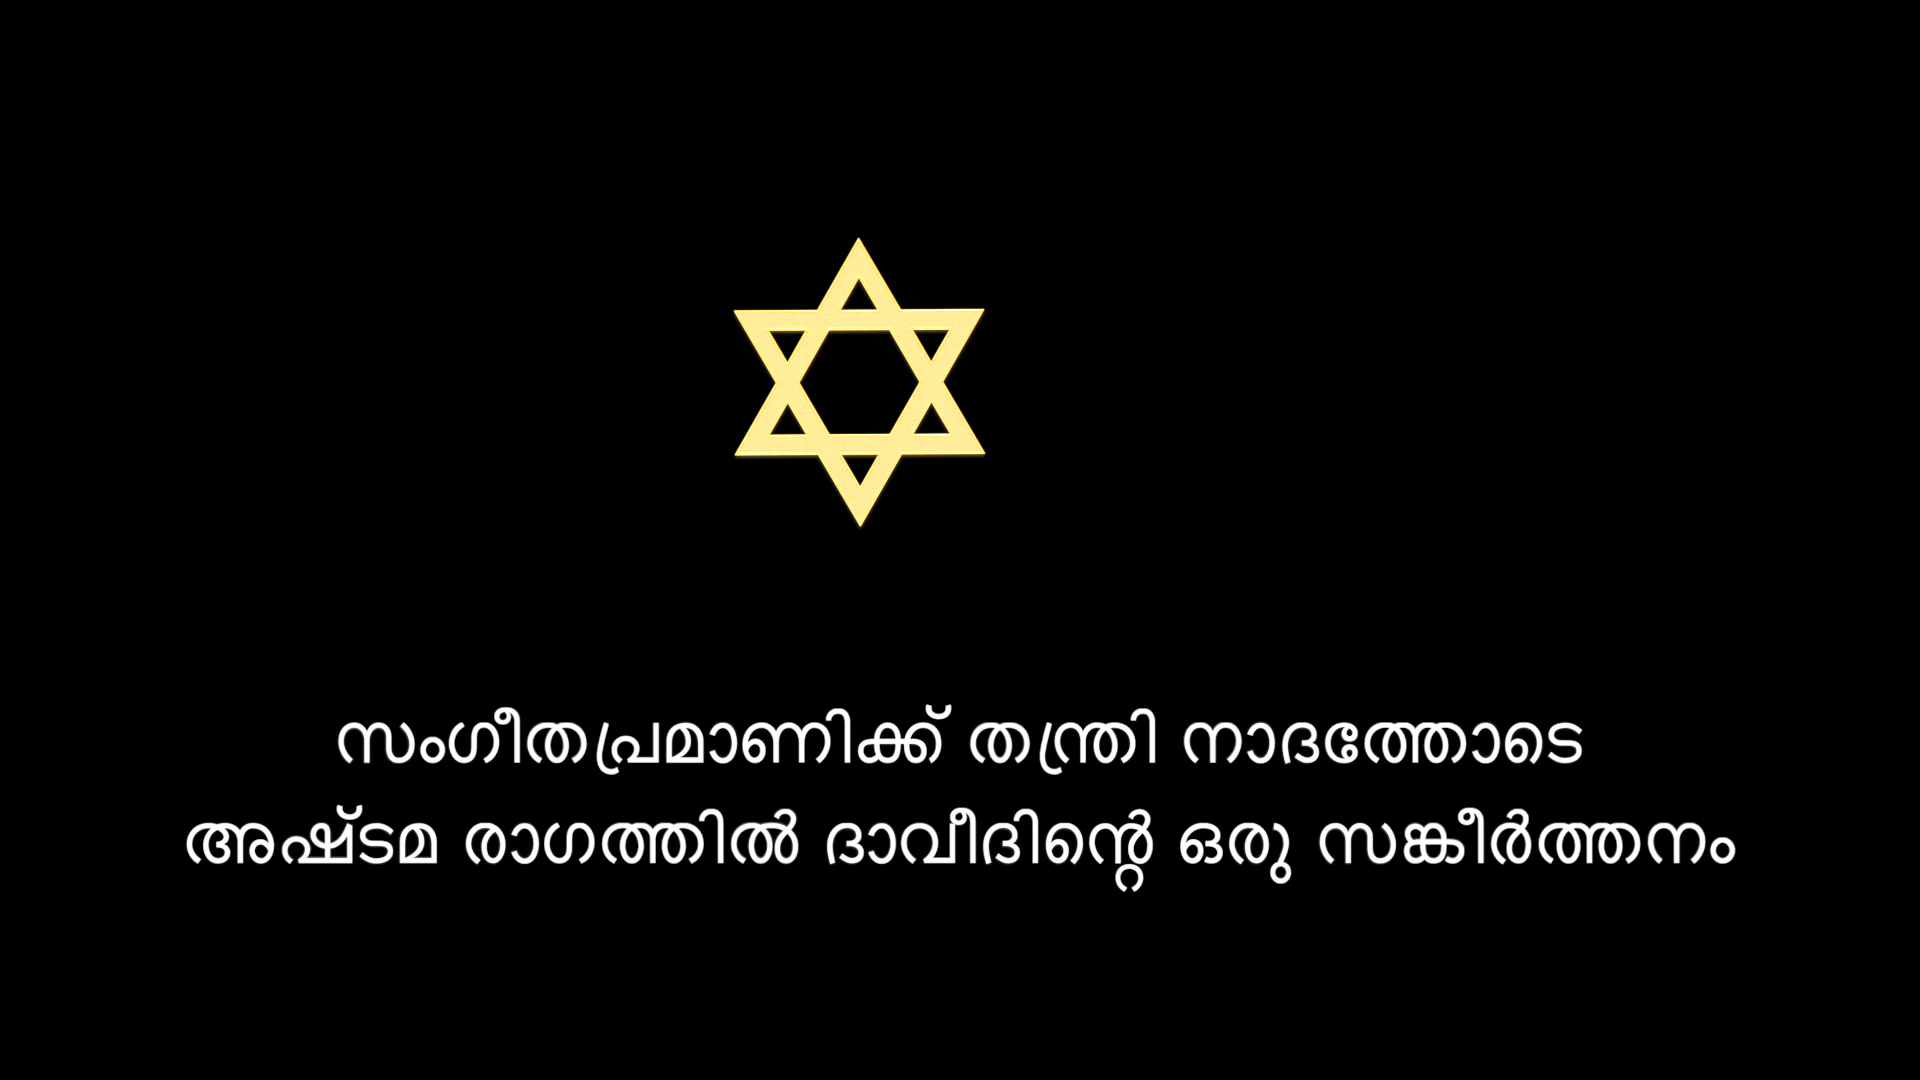 സംഗീതപ്രമാണിക്ക് തന്ത്രി നാദത്തോടെ
അഷ്ടമ രാഗത്തിൽ ദാവീദിന്റെ ഒരു സങ്കീർത്തനം